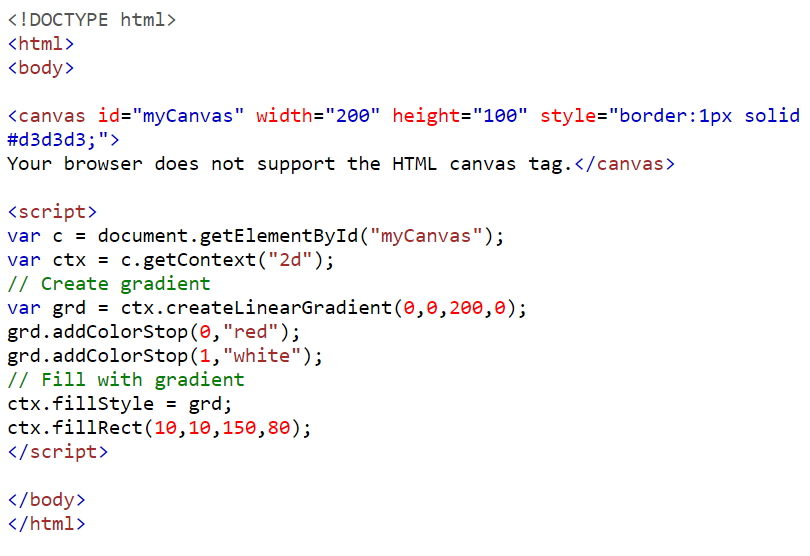 <!DOCTYPE html>
<html>
<body>
<canvas id="myCanvas" width="200" height="100" style="border:1px solid
#d3d3d3;">
Your browser does not support the HTML canvas tag.</canvas>
<script>
var c = document.getElementById("myCanvas");
var ctx = c.getContext("2d");
// Create gradient
var grd = ctx.createLinearGradient(0,0,200,0);
grd.addColorStop(0,"red");
grd.addColorStop(1,"white");
// Fill with gradient
ctx.fillStyle = grd;
ctx.fillRect(10,10,150,80);
</script>
</body>
</html>